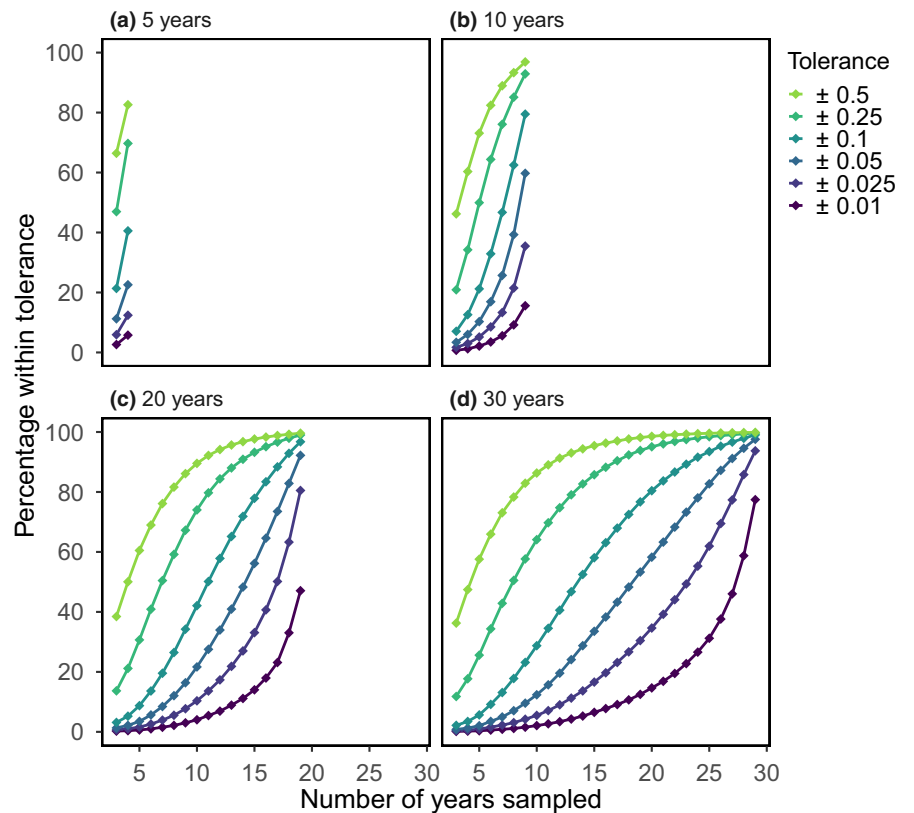 (a) 5 years
(b) 10 years
Tolerance
± 0.5
± 0.25
± 0.1
± 0.05
± 0.025
± 0.01
100
80
60
40
20
0
Percentage within tolerance
(c) 20 years
(d) 30 years
100
80
60
40
20
0
5 10 15 20 25 30
5 10 15 20 25 30
Number of years sampled